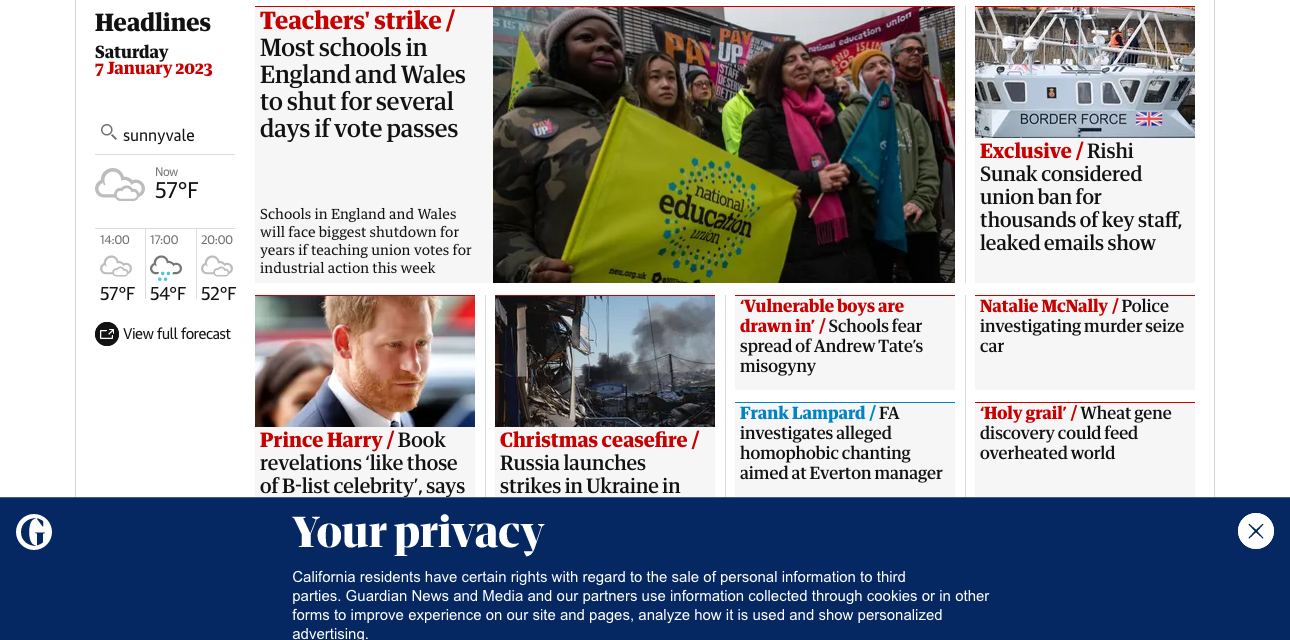 Headlines
Saturday
7 January 2023
sunnyvale
Now
57°F
14:00 17:00 20:00
57°F 54°F 52°F
View full forecast
Teachers' strike /
Most schools in
England and Wales
to shut for several
days if vote passes
Schools in England and Wales
will face biggest shutdown for
years if teaching union votes for
industrial action this week
PAY
PAY
UP
national education union
national
education
union
neu.org.uk
BORDER FORCE
Exclusive / Rishi
Sunak considered
union ban for
thousands of key staff,
leaked emails show
Prince Harry / Book
revelations ‘like those
of B-list celebrity’, says
Christmas ceasefire /
Russia launches
strikes in Ukraine in
‘Vulnerable boys are
drawn in’ / Schools fear
spread of Andrew Tate’s
misogyny
Natalie McNally / Police
investigating murder seize
car
Frank Lampard / FA
investigates alleged
homophobic chanting
aimed at Everton manager
‘Holy grail’ / Wheat gene
discovery could feed
overheated world
G
Your privacy
California residents have certain rights with regard to the sale of personal information to third
parties. Guardian News and Media and our partners use information collected through cookies or in other
forms to improve experience on our site and pages, analyze how it is used and show personalized
advertising.